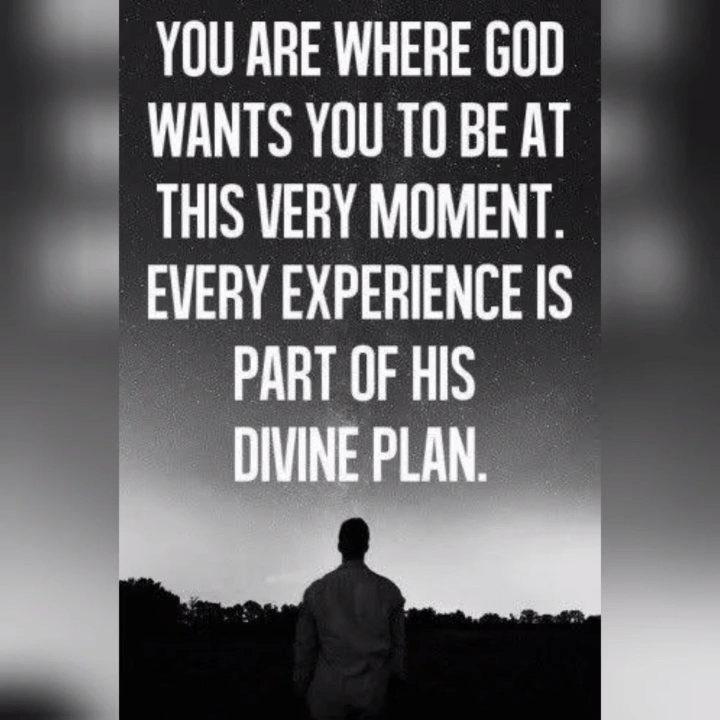 YOU ARE WHERE GOD
WANTS YOU TO BE AT
THIS VERY MOMENT.
EVERY EXPERIENCE IS
PART OF HIS
DIVINE PLAN.